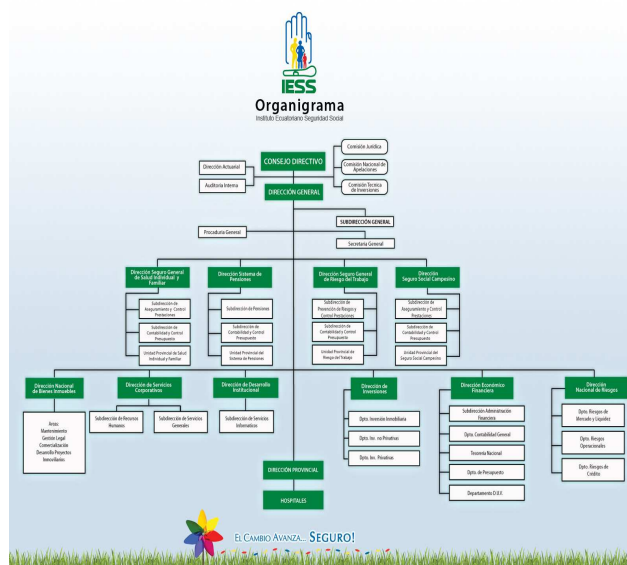 IESS
Organigrama
Instituto Ecuatoriano Seguridad Social
CONSEJO DIRECTIVO
Comisión Jurídica
Dirección Actuarial
Comisión Nacional de
Apelaciones
Auditoria Interna
DIRECCIÓN GENERAL
Comisión Tecnica
de Inversiones
SUBDIRECCIÓN GENERAL
Procaduria General
Secretaria General
Dirección Seguro General
de Salud Individual y
Familiar
Dirección Sistema de
Pensiones
Dirección Seguro General
de Riesgo del Trabajo
Dirección
Seguro Social Campesino
Subdirección de
Aseguramiento y Control
Prestaciones
Subdirección de Pensiones
Subdirección de
Prevención de Riesgo y
Control Prestaciones
Subdirección de
Aseguramiento y Control
Prestaciones
Subdirección de
Contabilidad y Control
Presupuesto
Subdirección de
Contabilidad y Control
Presupuesto
Subdirección de
Contabilidad y Control
Presupuesto
Subdirección de
Contabilidad y Control
Presupuesto
Unidad Provincial de Salud
Individual y Familiar
Unidad Provincial del
Sistema de Pensiones
Unidad Provincial de
Riesgo del Trabajo
Unidad Provincial del
Seguro Social Campesino
Dirección Nacional
de Bienes Inmuebles
Dirección de Servicios
Corporativos
Dirección de Desarrollo
Institucional
Dirección de
Inversiones
Dirección Económico
Financiera
Dirección
Nacional de Riesgos
Areas:
Mantenimiento
Gestión Legal
Comercialización
Desarrollo Proyectos
Inmovillarios
Subdirección de Recursos
Humanos
Subdirección de Servicios
Generales
Subdirección de Servicios
Informaticos
Dpto. Inversión Inmobiliaria
Dpto. Inv. no Privativas
Dpto. Inv. Privativas
Subdirección Administración
Financiera
Dpto. Contabilidad General
Tesoreria Nacional
Dpto. de Presupuesto
Departamento D.B.V.
Dpto. Riesgos de
Mercado y Liquidez
Dpto. Riesgos
Operacionales
Dpto: Riesgos de
Crédito
DIRECCIÓN PROVINCIAL
HOSPITALES
EL CAMBIO AVANZA... SEGURO!